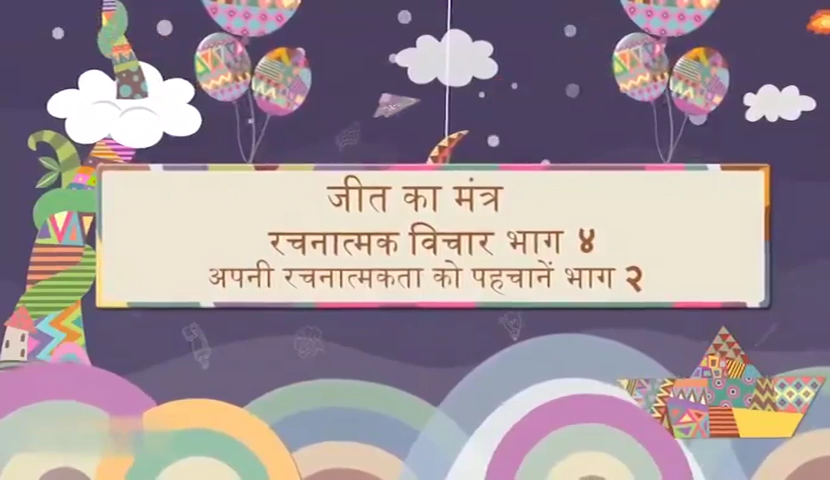 जीत का मंत्र
रचनात्मक विचार भाग ४
अपनी रचनात्मकता को पहचानें भाग २